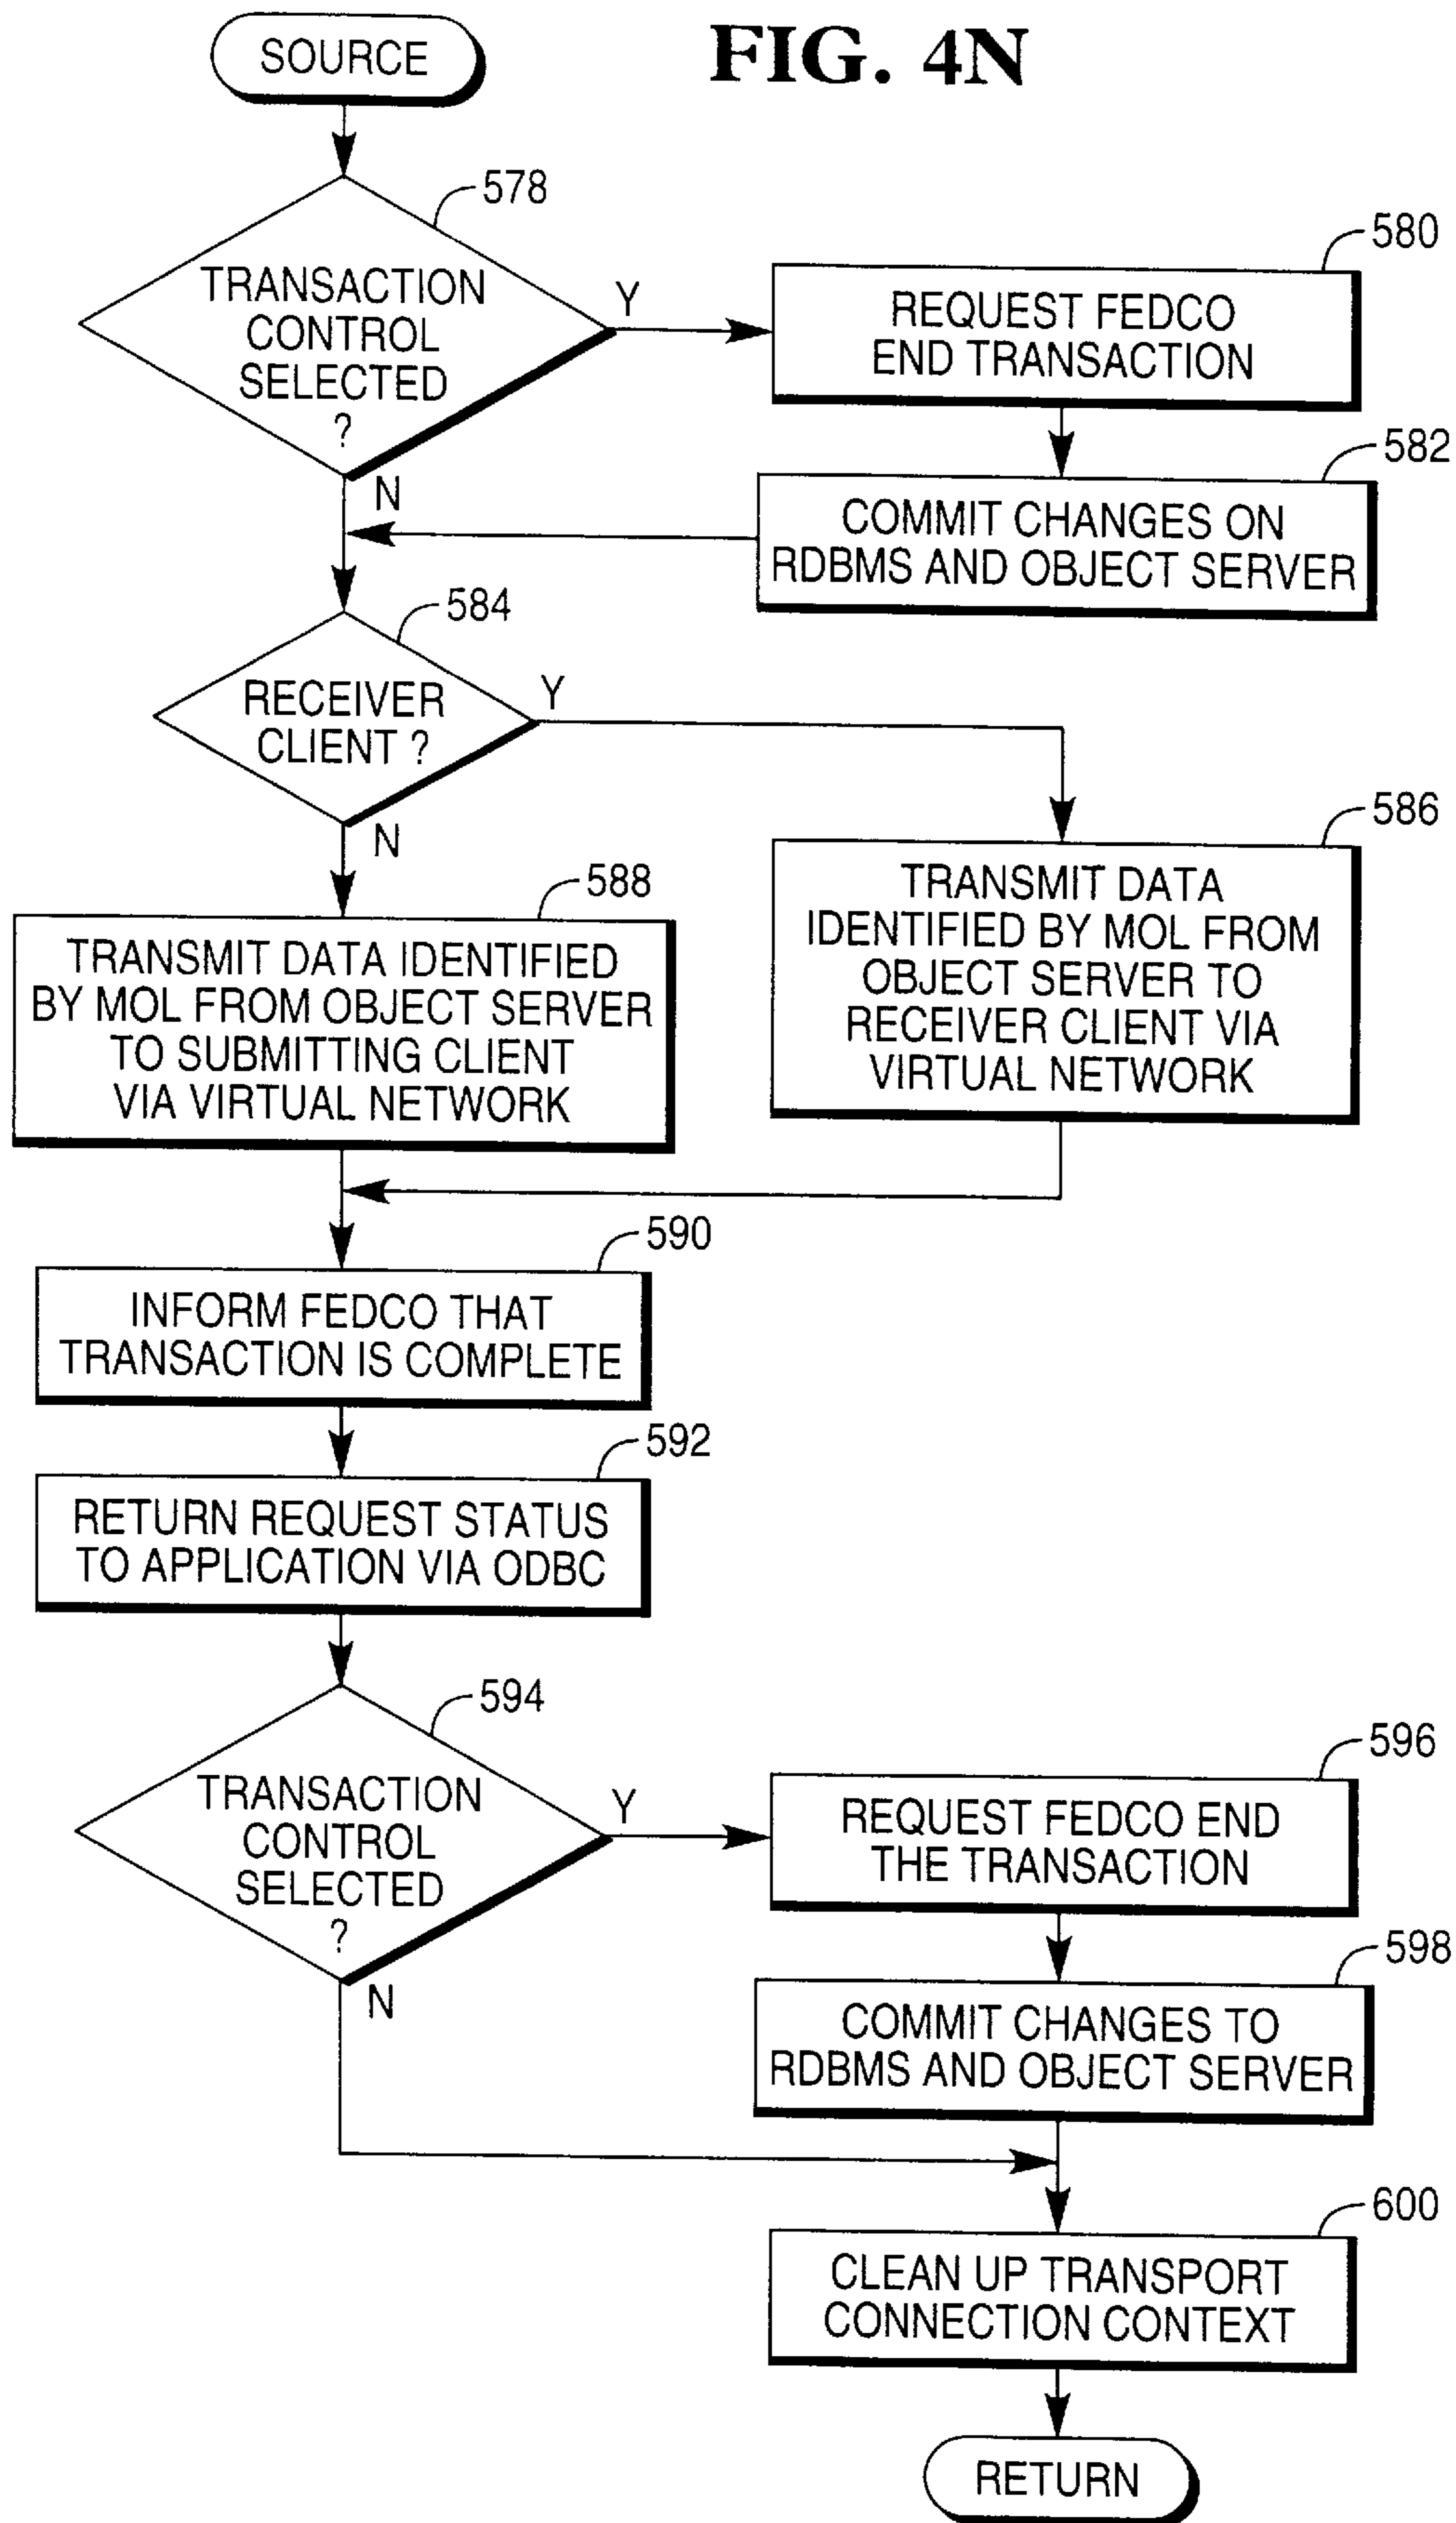 FIG. 4N
SOURCE
578
TRANSACTION
CONTROL
SELECTED
?
Y
N
580
REQUEST FEDCO
END TRANSACTION
582
COMMIT CHANGES ON
RDBMS AND OBJECT SERVER
584
RECEIVER
CLIENT ?
Y
N
586
TRANSMIT DATA
IDENTIFIED BY MOL FROM
OBJECT SERVER TO
RECEIVER CLIENT VIA
VIRTUAL NETWORK
588
TRANSMIT DATA IDENTIFIED
BY MOL FROM OBJECT SERVER
TO SUBMITTING CLIENT
VIA VIRTUAL NETWORK
590
INFORM FEDCO THAT
TRANSACTION IS COMPLETE
592
RETURN REQUEST STATUS
TO APPLICATION VIA ODBC
594
TRANSACTION
CONTROL
SELECTED
?
Y
N
596
REQUEST FEDCO END
THE TRANSACTION
598
COMMIT CHANGES TO
RDBMS AND OBJECT SERVER
600
CLEAN UP TRANSPORT
CONNECTION CONTEXT
RETURN